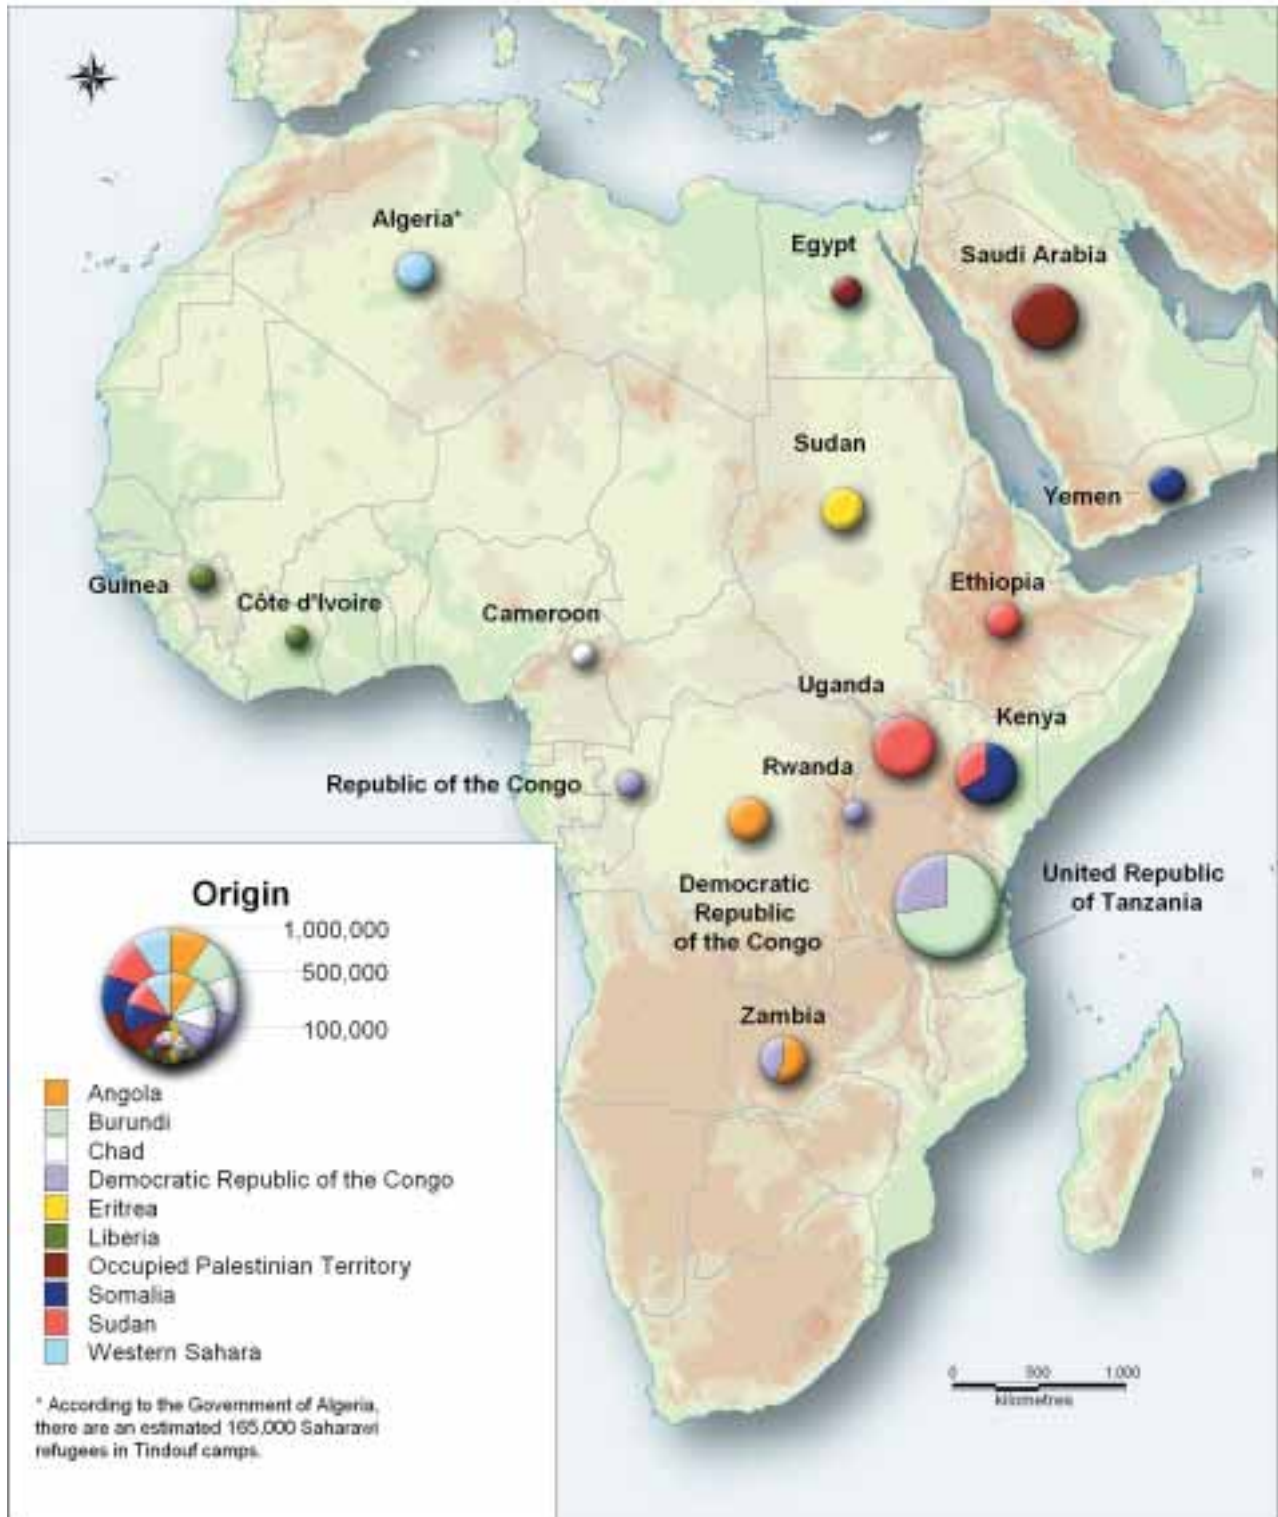 Algeria*
Egypt
Saudi Arabia
Sudan
Yemen
Guinea
Côte d'Ivoire
Cameroon
Ethiopia
Uganda
Kenya
Rwanda
Republic of the Congo
Democratic
Republic
of the Congo
United Republic
of Tanzania
Zambia
Origin
1,000,000
500,000
100,000
Angola
Burundi
Chad
Democratic Republic of the Congo
Eritrea
Liberia
Occupied Palestinian Territory
Somalia
Sudan
Western Sahara
* According to the Government of Algeria,
there are an estimated 165,000 Saharawi
refugees in Tindouf camps.
0 500 1,000
kilometres